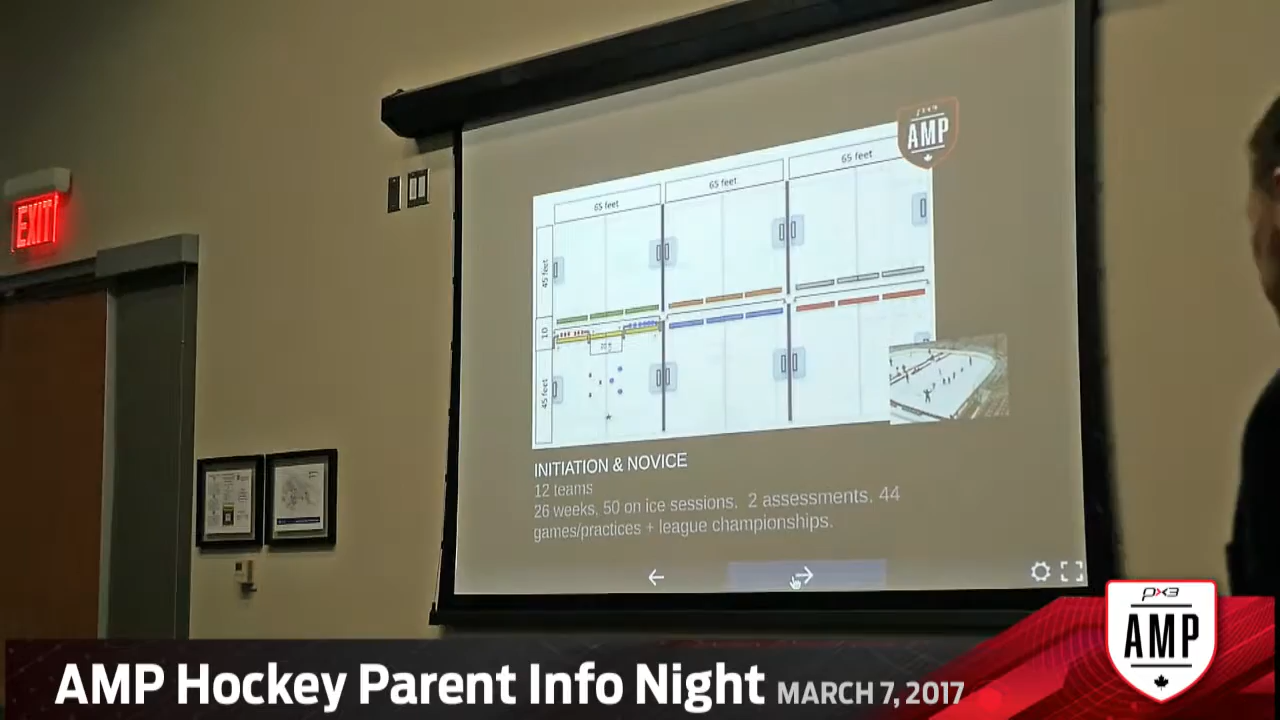 EXIT
px3
AMP
65 feet
65 feet
65 feet
45 feet
10
45 feet
INITIATION & NOVICE
12 teams
26 weeks, 50 on ice sessions, 2 assessments, 44
games/practices + league championships.
px3
AMP
AMP Hockey Parent Info Night MARCH 7, 2017